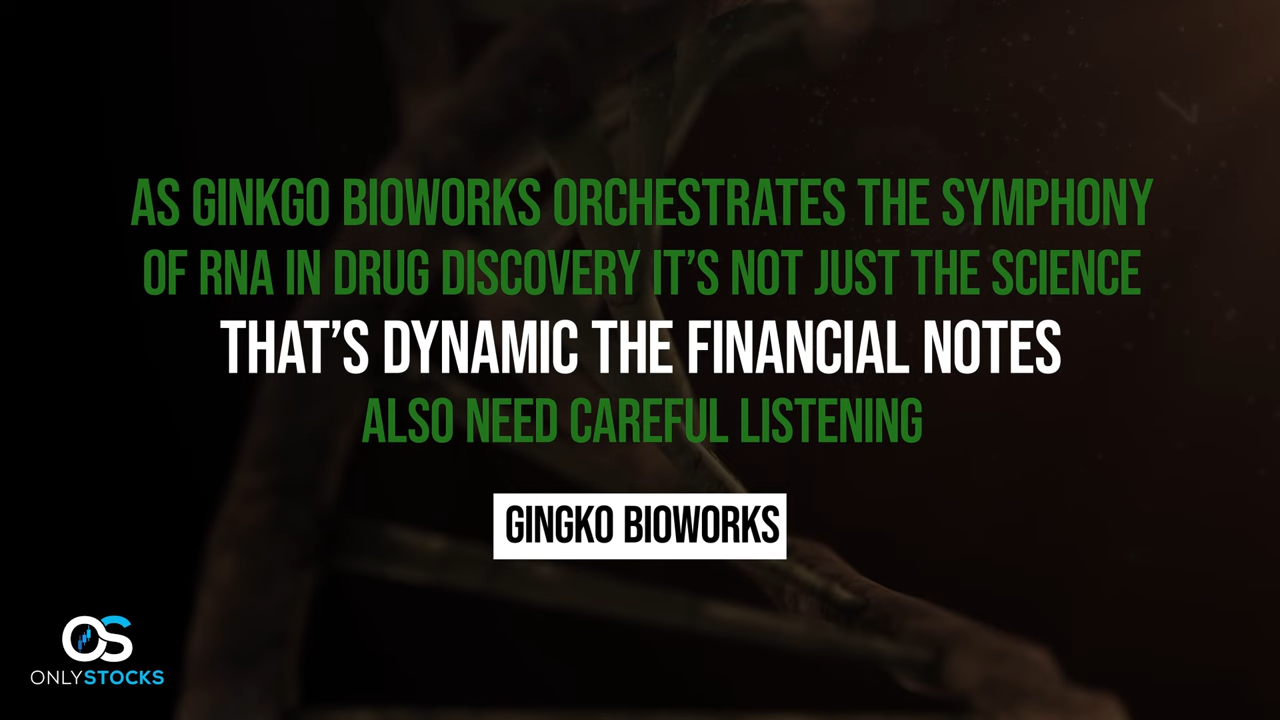 AS GINKGO BIOWORKS ORCHESTRATES THE SYMPHONY
OF RNA IN DRUG DISCOVERY IT’S NOT JUST THE SCIENCE
THAT’S DYNAMIC THE FINANCIAL NOTES
ALSO NEED CAREFUL LISTENING
GINGKO BIOWORKS
OS
ONLYSTOCKS